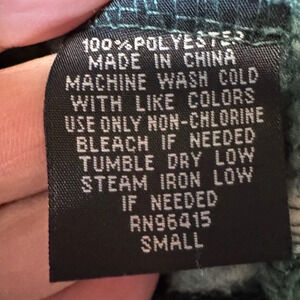 100% POLYESTER
MADE IN CHINA
MACHINE WASH COLD
WITH LIKE COLORS
USE ONLY NON-CHLORINE
BLEACH IF NEEDED
TUMBLE DRY LOW
STEAM IRON LOW
IF NEEDED
RN96415
SMALL